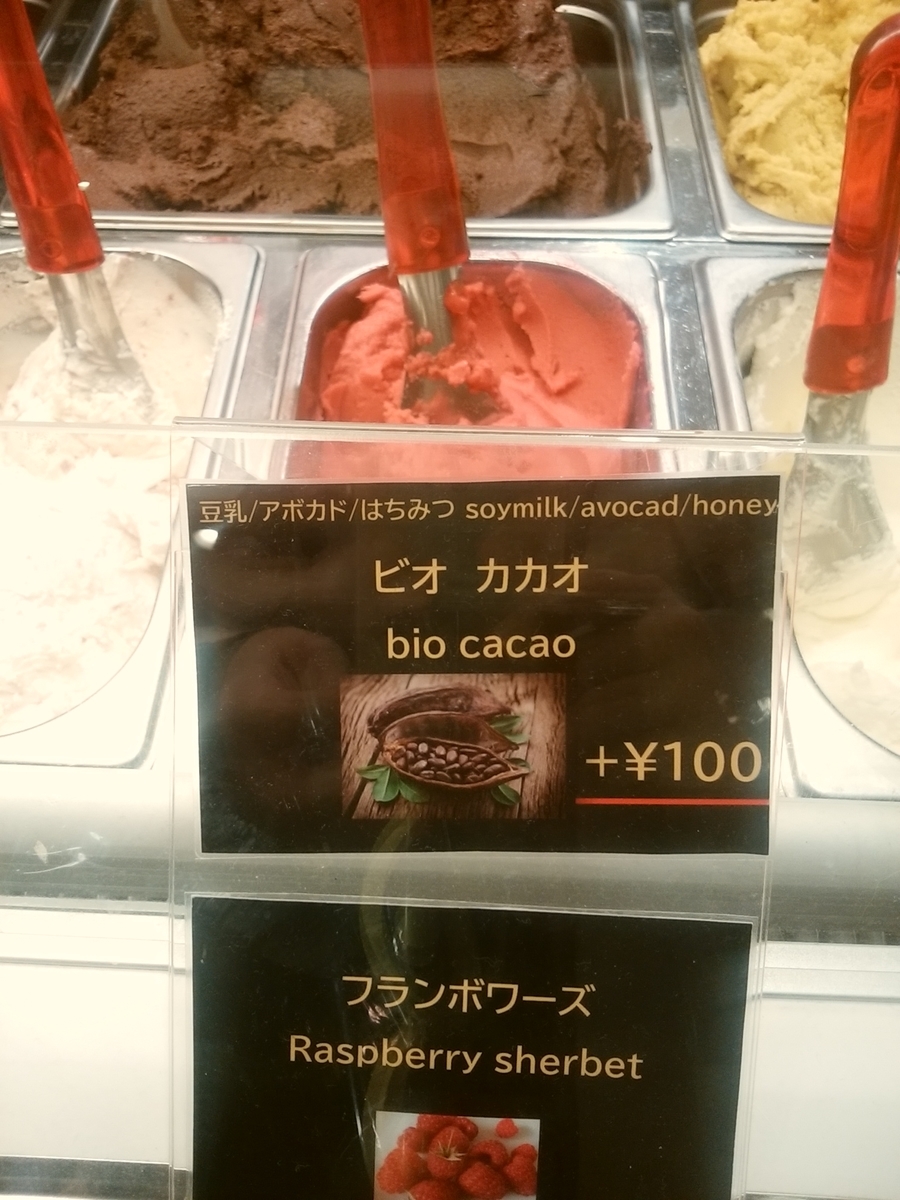 豆乳/アボカド/はちみつ soymilk/avocad/honey
ビオ カカオ
bio cacao
+¥100
フランボワーズ
Raspberry sherbet